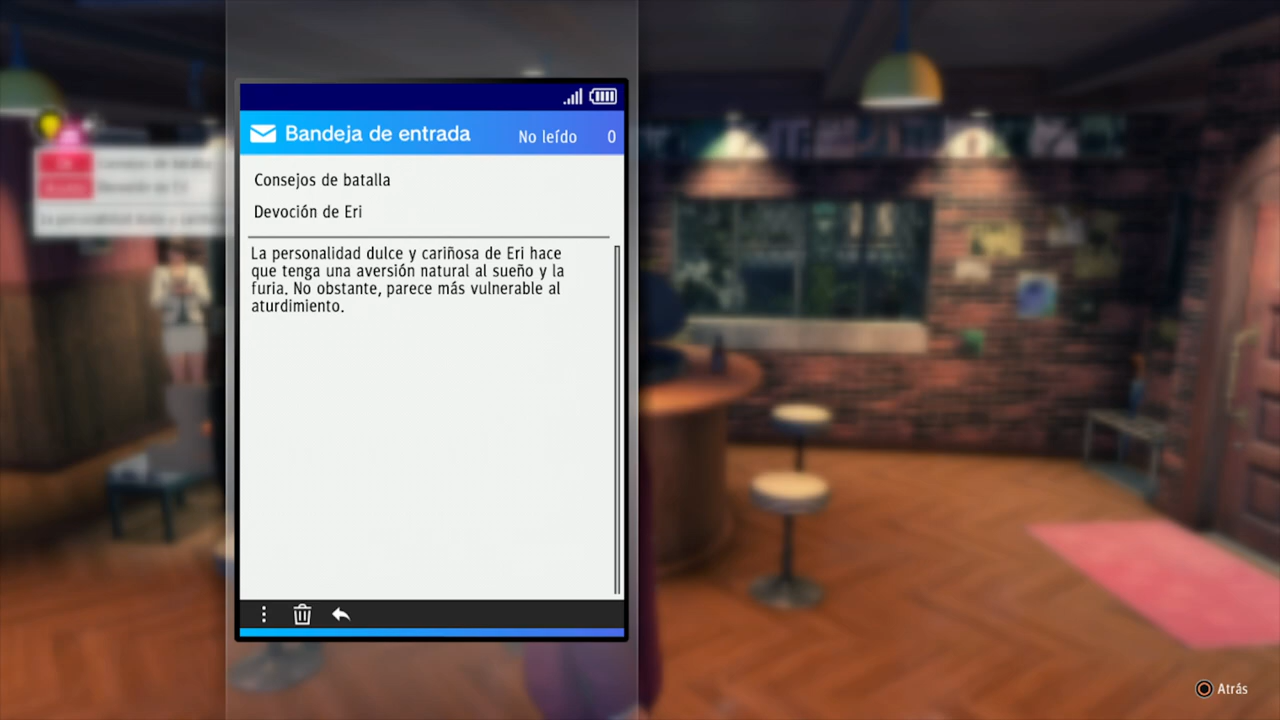 Bandeja de entrada
No leído 0
Consejos de batalla
Devoción de Eri
La personalidad dulce y cariñosa de Eri hace
que tenga una aversión natural al sueño y la
furia. No obstante, parece más vulnerable al
aturdimiento.
Atrás